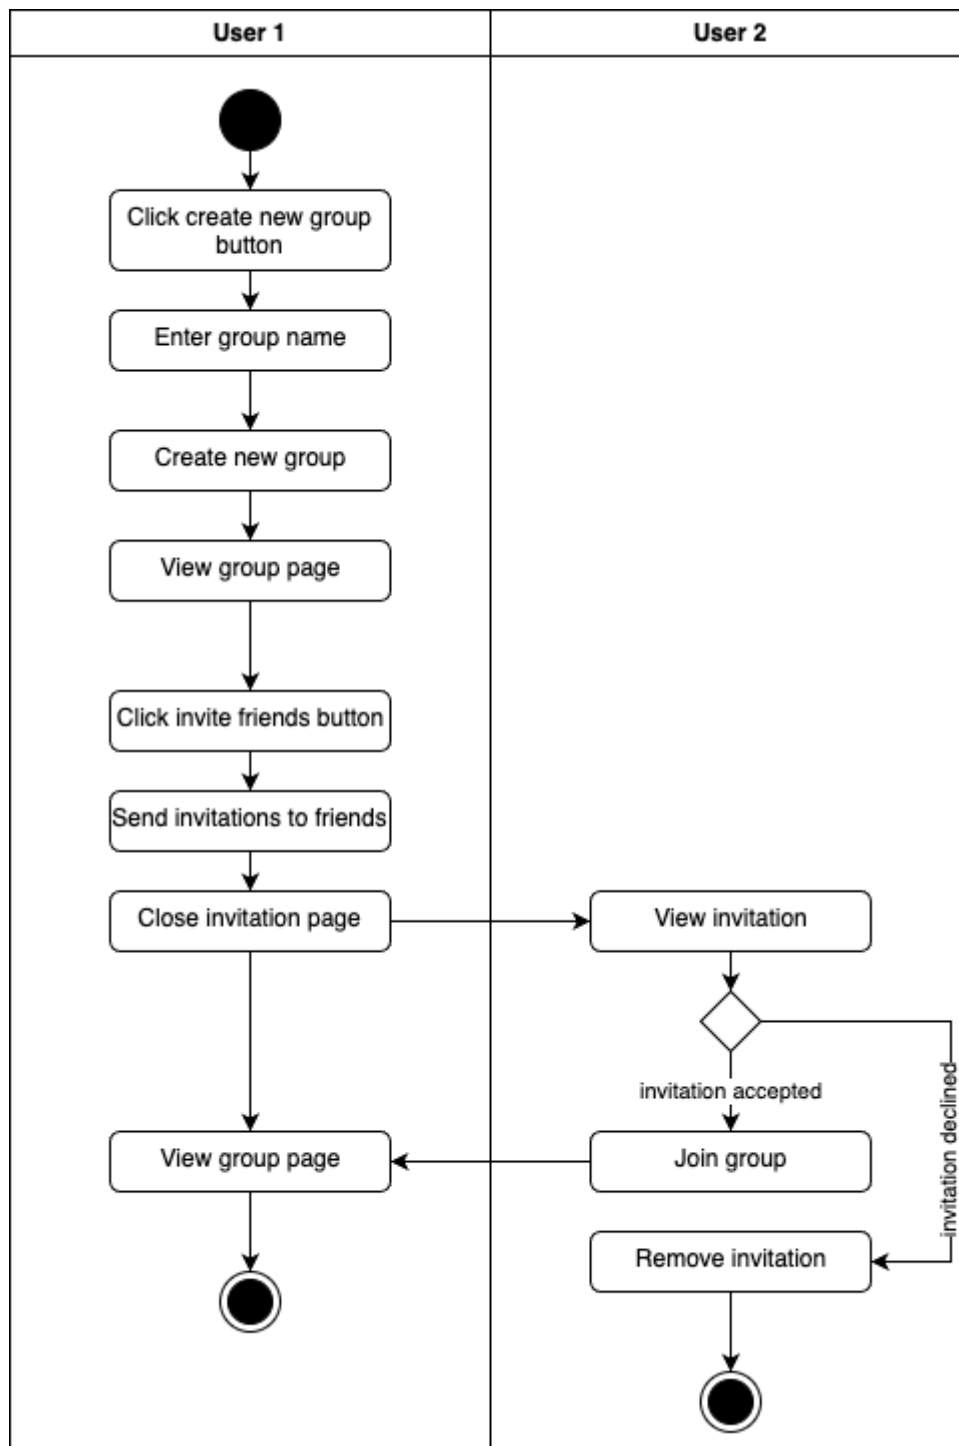 User 1
User 2
Click create new group
button
Enter group name
Create new group
View group page
Click invite friends button
Send invitations to friends
Close invitation page
View invitation
invitation accepted
invitation declined
View group page
Join group
Remove invitation